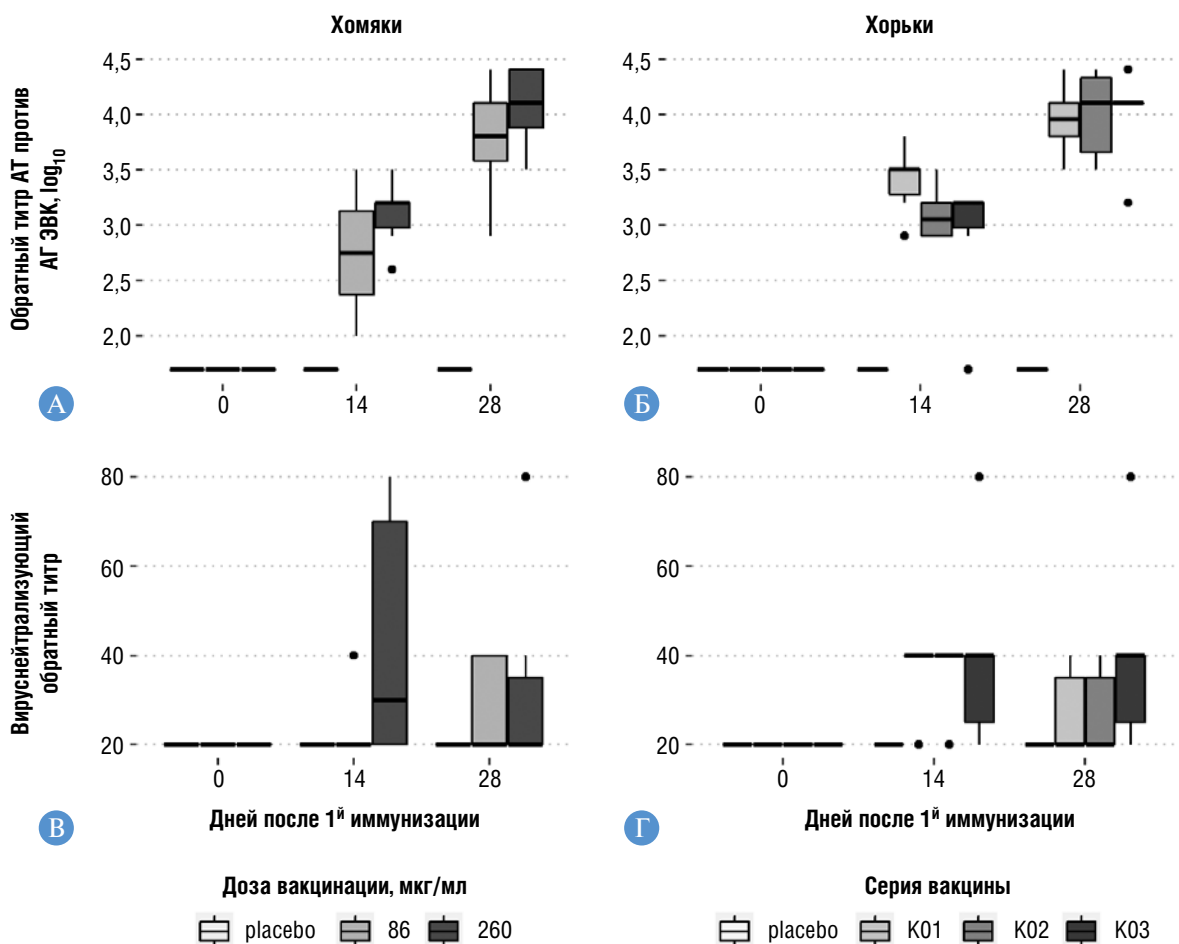 Хомяки
Хорьки
Обратный титр АТ против
АГ ЭВК, log10
4,5
4,0
3,5
3,0
2,5
2,0
А
0
14
28
4,5
4,0
3,5
3,0
2,5
2,0
Б
0
14
28
Вируснейтрализующий
обратный титр
80
60
40
20
0
14
28
В
Дней после 1й иммунизации
80
60
40
20
0
14
28
Г
Дней после 1й иммунизации
Доза вакцинации, мкг/мл
placebo 86 260
Серия вакцины
placebo K01 K02 K03